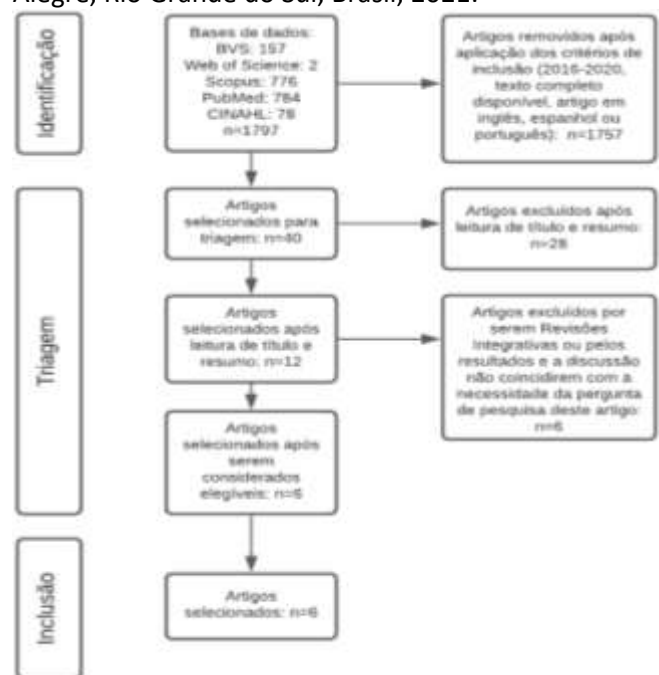 Alegre, Rio Grande do Sul, Brasil, 2021.
Identificação
Bases de dados:
BVS: 157
Web of Science: 2
Scopus: 776
PubMed: 784
CINAHL: 78
n=1797
Artigos removidos após
aplicação dos critérios de
inclusão (2016-2020,
texto completo
disponível, artigo em
inglês, espanhol ou
português): n=1757
Triagem
Artigos
selecionados para
triagem: n=40
Artigos excluídos após
leitura de título e resumo:
n=28
Artigos
selecionados após
leitura de título e
resumo: n=12
Artigos excluídos por
serem Revisões
Integrativas ou pelos
resultados e a discussão
não coincidirem com a
necessidade da pergunta
de pesquisa deste artigo:
n=6
Artigos
selecionados após
serem
considerados
elegíveis: n=6
Inclusão
Artigos
selecionados: n=6